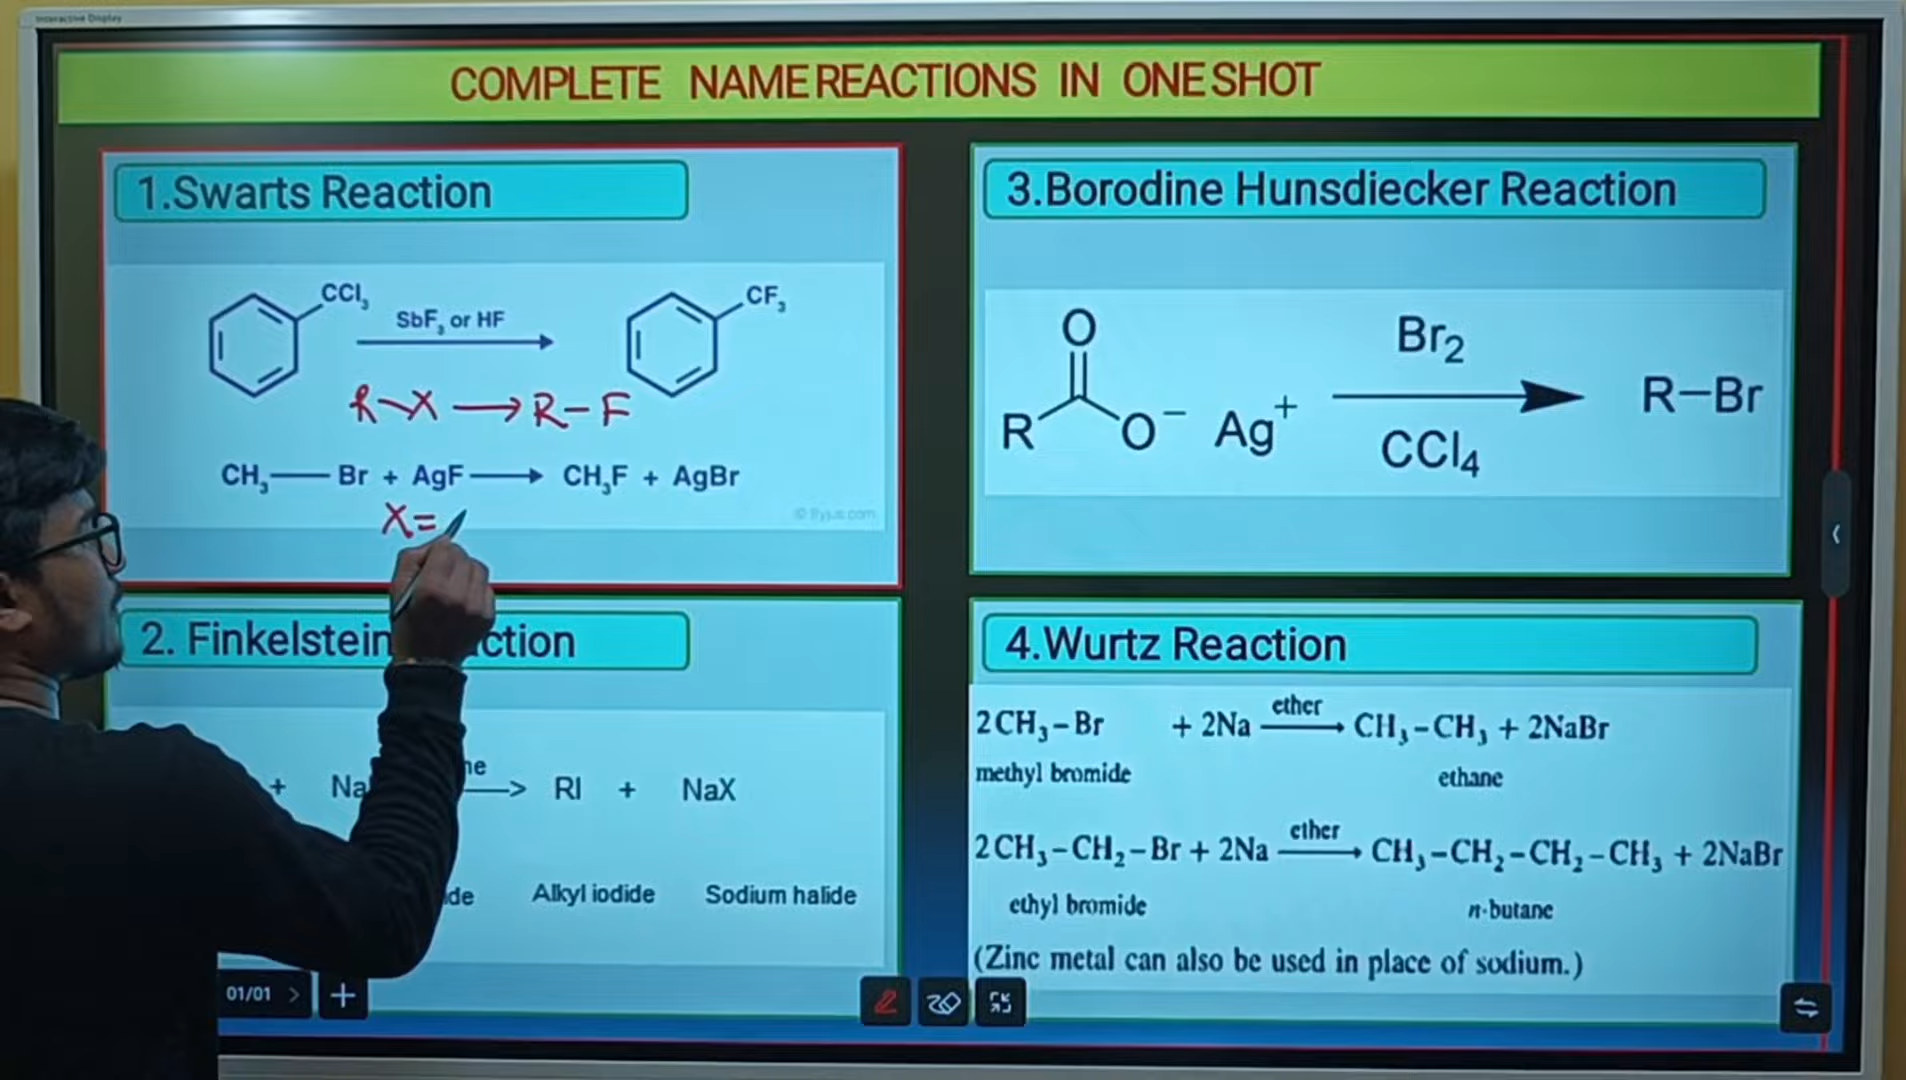 Interactive Display
COMPLETE NAME REACTIONS IN ONE SHOT
1.Swarts Reaction
CCl₃
SbF₃ or HF
CF₃
R-X → R-F
CH₃—Br + AgF → CH₃F + AgBr
X=
© Byjus.com
2. Finkelstein ction
+ Na ne → RI + NaX
de Alkyl iodide Sodium halide
01/01 >
3.Borodine Hunsdiecker Reaction
O
R O⁻ Ag⁺
Br₂
CCl₄
R-Br
4.Wurtz Reaction
2CH₃-Br + 2Na ether → CH₃-CH₃ + 2NaBr
methyl bromide ethane
2CH₃-CH₂-Br + 2Na ether → CH₃-CH₂-CH₂-CH₃ + 2NaBr
ethyl bromide n-butane
(Zinc metal can also be used in place of sodium.)